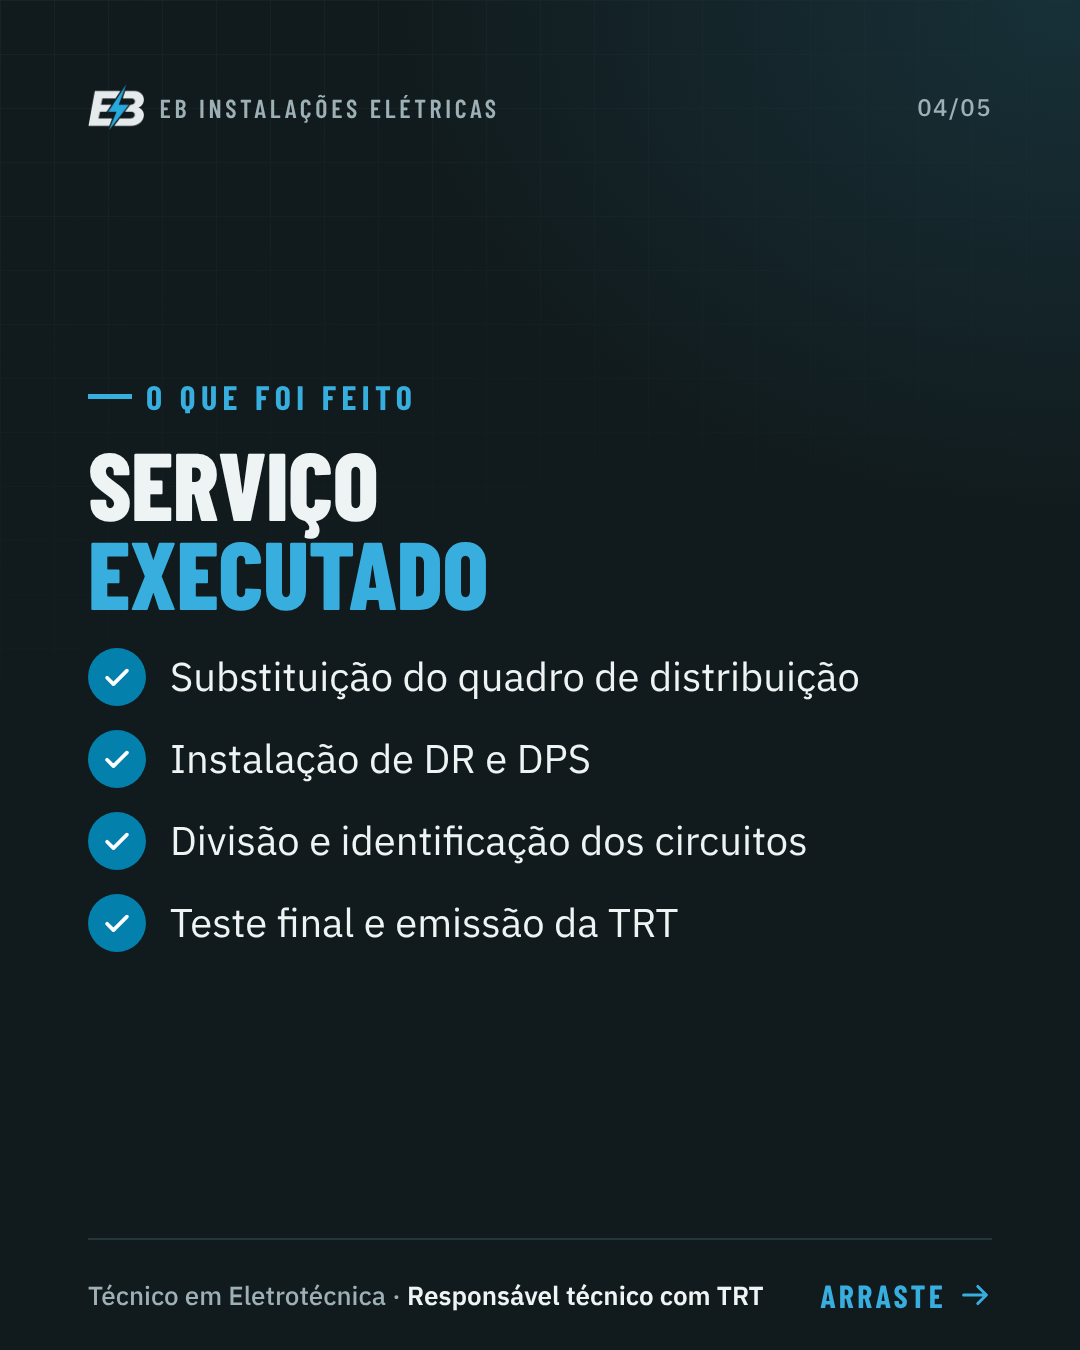 EB EB INSTALAÇÕES ELÉTRICAS
04/05
O QUE FOI FEITO
SERVIÇO
EXECUTADO
Substituição do quadro de distribuição
Instalação de DR e DPS
Divisão e identificação dos circuitos
Teste final e emissão da TRT
Técnico em Eletrotécnica · Responsável técnico com TRT
ARRASTE →